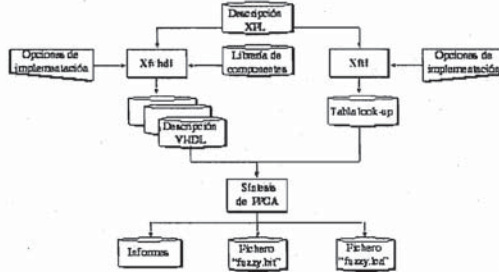 Descripción
XFL
Opciones de
implementación
Xfvhdl
Librería de
componentes
Xftl
Opciones de
implementación
Descripción
VHDL
Tabla look-up
Síntesis
de FPGA
Informes
Fichero
"fuzzy.bit"
Fichero
"fuzzy.lcd"